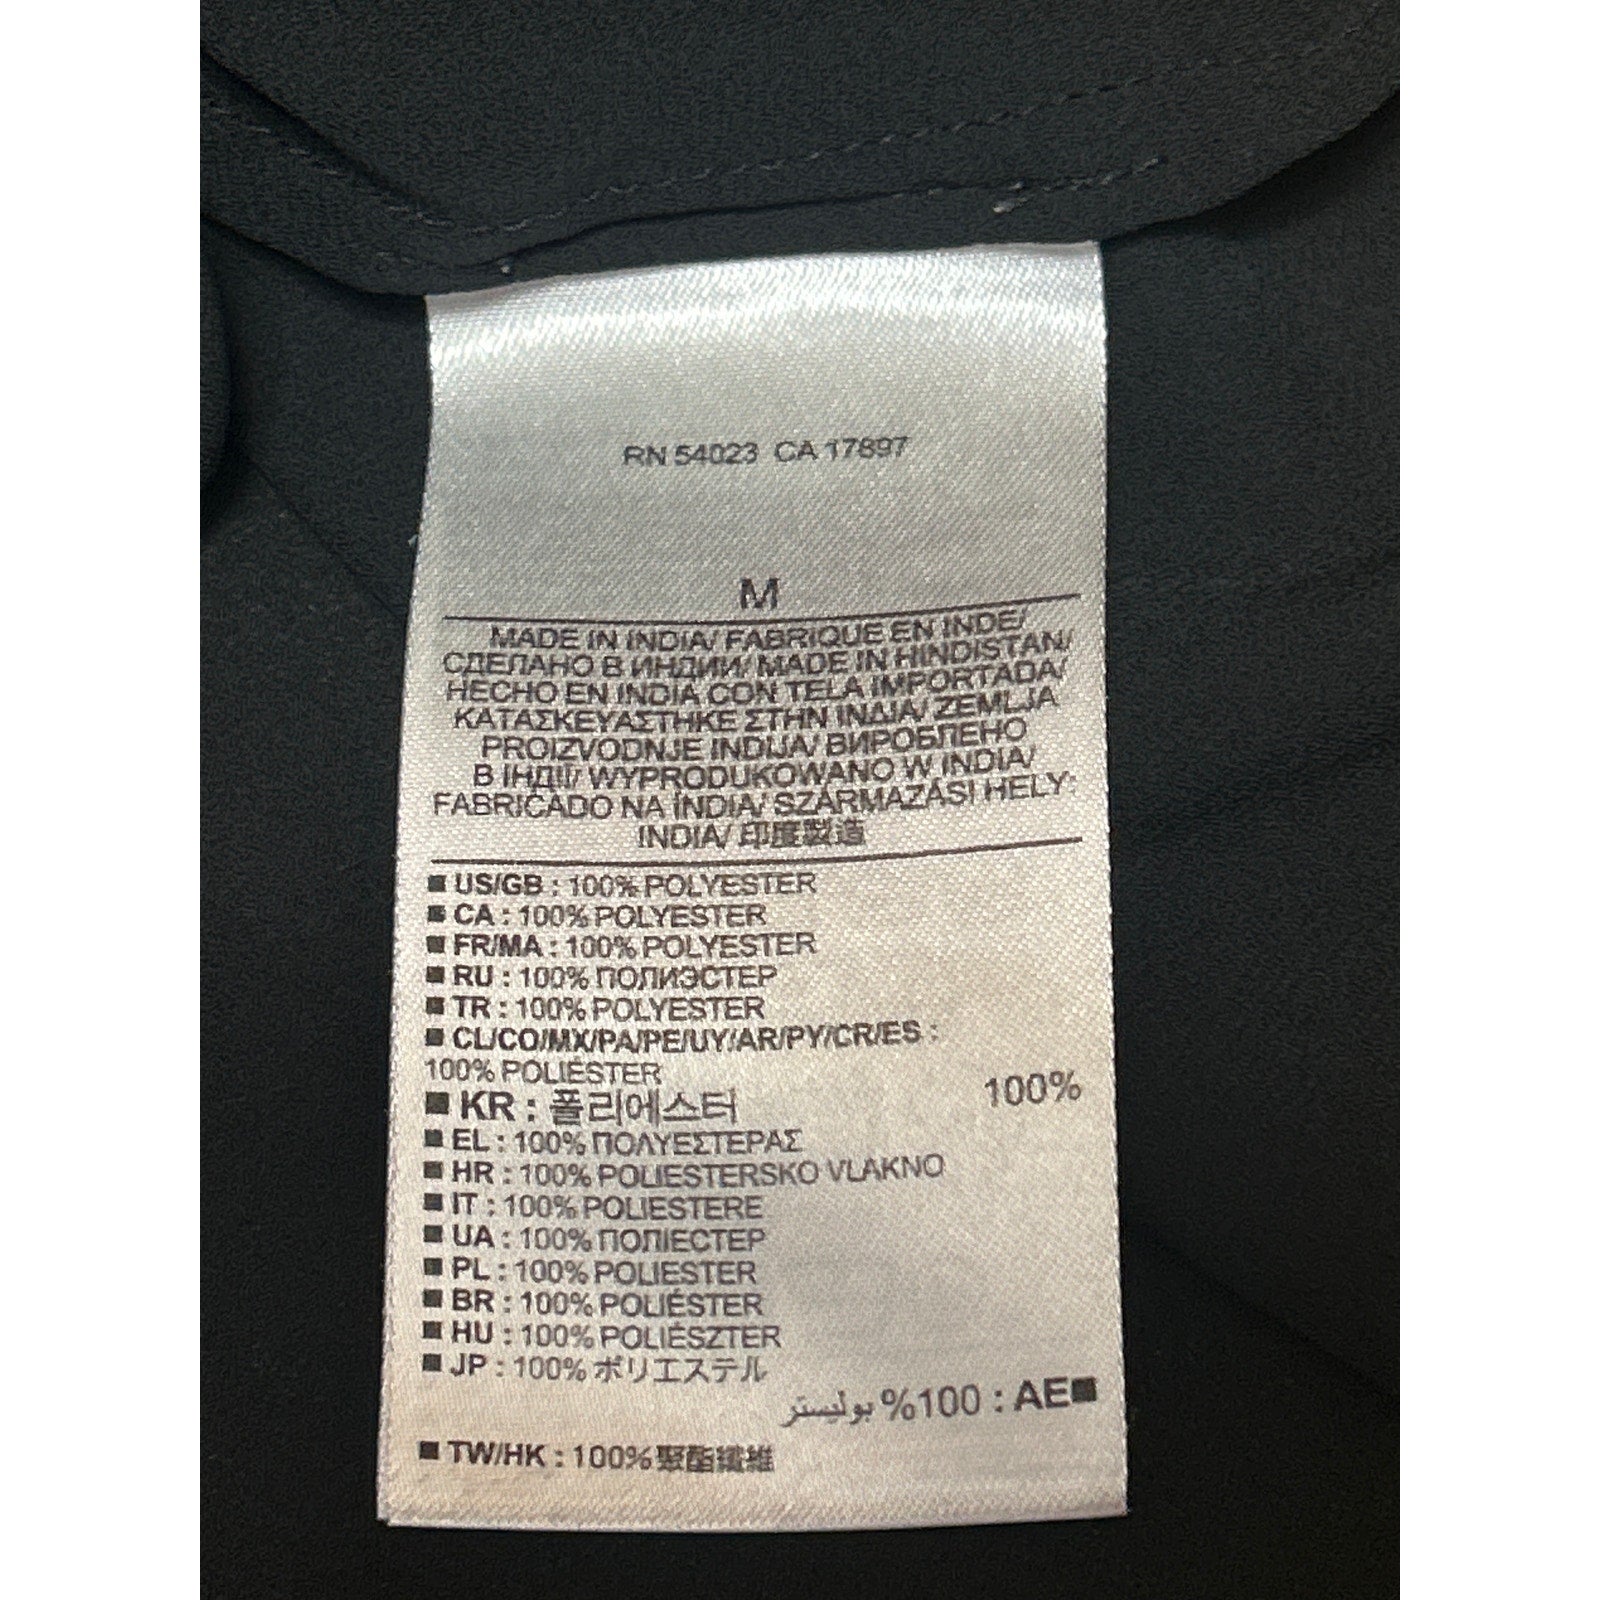 RN 54023 CA 17897
M
MADE IN INDIA/ FABRIQUE EN INDE/
СДЕЛАНО В ИНДИИ/ MADE IN HINDISTAN/
HECHO EN INDIA CON TELA IMPORTADA/
ΚΑΤΑΣΚΕΥΑΣΤΗΚΕ ΣΤΗΝ ΙΝΔΙΑ/ ZEMLJA
PROIZVODNJE INDIJA/ ВИРОБЛЕНО
В ІНДІЇ/ WYPRODUKOWANO W INDIA/
FABRICADO NA ÍNDIA/ SZÁRMAZÁSI HELY:
INDIA/ 印度製造
■ US/GB : 100% POLYESTER
■ CA : 100% POLYESTER
■ FR/MA : 100% POLYESTER
■ RU : 100% ПОЛИЭСТЕР
■ TR : 100% POLYESTER
■ CL/CO/MX/PA/PE/UY/AR/PY/CR/ES :
100% POLIÉSTER
■ KR : 폴리에스터 100%
■ EL : 100% ΠΟΛΥΕΣΤΕΡΑΣ
■ HR : 100% POLIESTERSKO VLAKNO
■ IT : 100% POLIESTERE
■ UA : 100% ПОЛІЕСТЕР
■ PL : 100% POLIESTER
■ BR : 100% POLIÉSTER
■ HU : 100% POLIÉSZTER
■ JP : 100% ポリエステル
■AE : 100% بوليستر
■ TW/HK : 100% 聚酯纖維